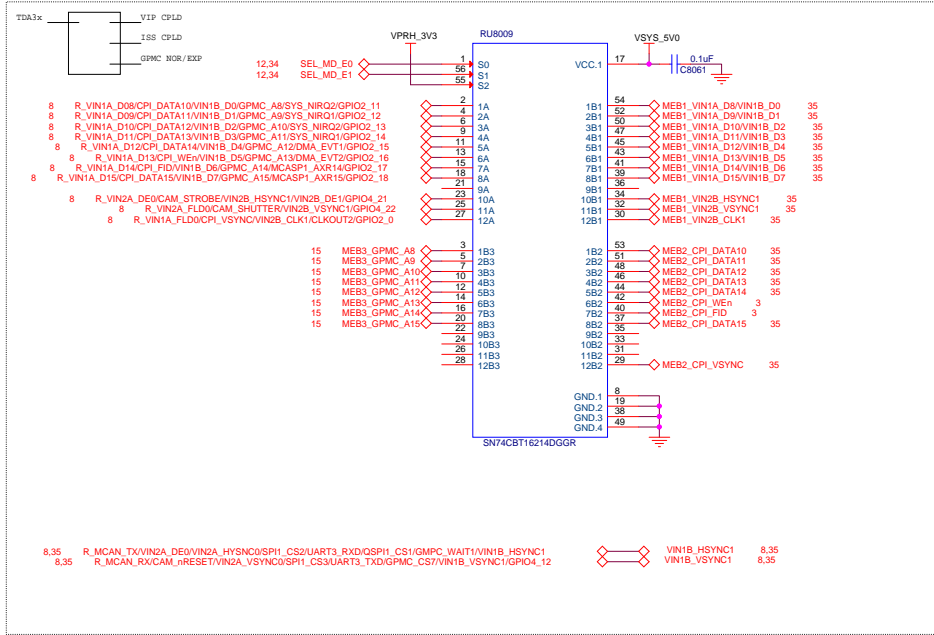 TDA3x
VIP CPLD
ISS CPLD
GPMC NOR/EXP
VPRH_3V3
RU8009
VSYS_5V0
12,34 SEL_MD_E0 1 S0 VCC.1 17 0.1uF
12,34 SEL_MD_E1 56 S1 C8061
55 S2
8 R_VIN1A_D08/CPI_DATA10/VIN1B_D0/GPMC_A8/SYS_NIRQ2/GPIO2_11 2 1A 1B1 54 MEB1_VIN1A_D8/VIN1B_D0 35
8 R_VIN1A_D09/CPI_DATA11/VIN1B_D1/GPMC_A9/SYS_NIRQ1/GPIO2_12 4 2A 2B1 52 MEB1_VIN1A_D9/VIN1B_D1 35
8 R_VIN1A_D10/CPI_DATA12/VIN1B_D2/GPMC_A10/SYS_NIRQ2/GPIO2_13 6 3A 3B1 50 MEB1_VIN1A_D10/VIN1B_D2 35
8 R_VIN1A_D11/CPI_DATA13/VIN1B_D3/GPMC_A11/SYS_NIRQ1/GPIO2_14 9 4A 4B1 47 MEB1_VIN1A_D11/VIN1B_D3 35
8 R_VIN1A_D12/CPI_DATA14/VIN1B_D4/GPMC_A12/DMA_EVT1/GPIO2_15 11 5A 5B1 45 MEB1_VIN1A_D12/VIN1B_D4 35
8 R_VIN1A_D13/CPI_WEn/VIN1B_D5/GPMC_A13/DMA_EVT2/GPIO2_16 13 6A 6B1 43 MEB1_VIN1A_D13/VIN1B_D5 35
8 R_VIN1A_D14/CPI_FID/VIN1B_D6/GPMC_A14/MCASP1_AXR14/GPIO2_17 15 7A 7B1 41 MEB1_VIN1A_D14/VIN1B_D6 35
8 R_VIN1A_D15/CPI_DATA15/VIN1B_D7/GPMC_A15/MCASP1_AXR15/GPIO2_18 18 8A 8B1 39 MEB1_VIN1A_D15/VIN1B_D7 35
21 9A 9B1 36
8 R_VIN2A_DE0/CAM_STROBE/VIN2B_HSYNC1/VIN2B_DE1/GPIO4_21 23 10A 10B1 34 MEB1_VIN2B_HSYNC1 35
8 R_VIN2A_FLD0/CAM_SHUTTER/VIN2B_VSYNC1/GPIO4_22 25 11A 11B1 32 MEB1_VIN2B_VSYNC1 35
8 R_VIN1A_FLD0/CPI_VSYNC/VIN2B_CLK1/CLKOUT2/GPIO2_0 27 12A 12B1 30 MEB1_VIN2B_CLK1 35
15 MEB3_GPMC_A8 3 1B3 1B2 53 MEB2_CPI_DATA10 35
15 MEB3_GPMC_A9 5 2B3 2B2 51 MEB2_CPI_DATA11 35
15 MEB3_GPMC_A10 7 3B3 3B2 48 MEB2_CPI_DATA12 35
15 MEB3_GPMC_A11 10 4B3 4B2 46 MEB2_CPI_DATA13 35
15 MEB3_GPMC_A12 12 5B3 5B2 44 MEB2_CPI_DATA14 35
15 MEB3_GPMC_A13 14 6B3 6B2 42 MEB2_CPI_WEn 3
15 MEB3_GPMC_A14 16 7B3 7B2 40 MEB2_CPI_FID 3
15 MEB3_GPMC_A15 20 8B3 8B2 37 MEB2_CPI_DATA15 35
22 9B3 9B2 35
24 10B3 10B2 33
26 11B3 11B2 31
28 12B3 12B2 29 MEB2_CPI_VSYNC 35
GND.1 8
GND.2 19
GND.3 38
GND.4 49
SN74CBT16214DGGR
8,35 R_MCAN_TX/VIN2A_DE0/VIN2A_HYSNC0/SPI1_CS2/UART3_RXD/QSPI1_CS1/GMPC_WAIT1/VIN1B_HSYNC1 VIN1B_HSYNC1 8,35
8,35 R_MCAN_RX/CAM_nRESET/VIN2A_VSYNC0/SPI1_CS3/UART3_TXD/GPMC_CS7/VIN1B_VSYNC1/GPIO4_12 VIN1B_VSYNC1 8,35